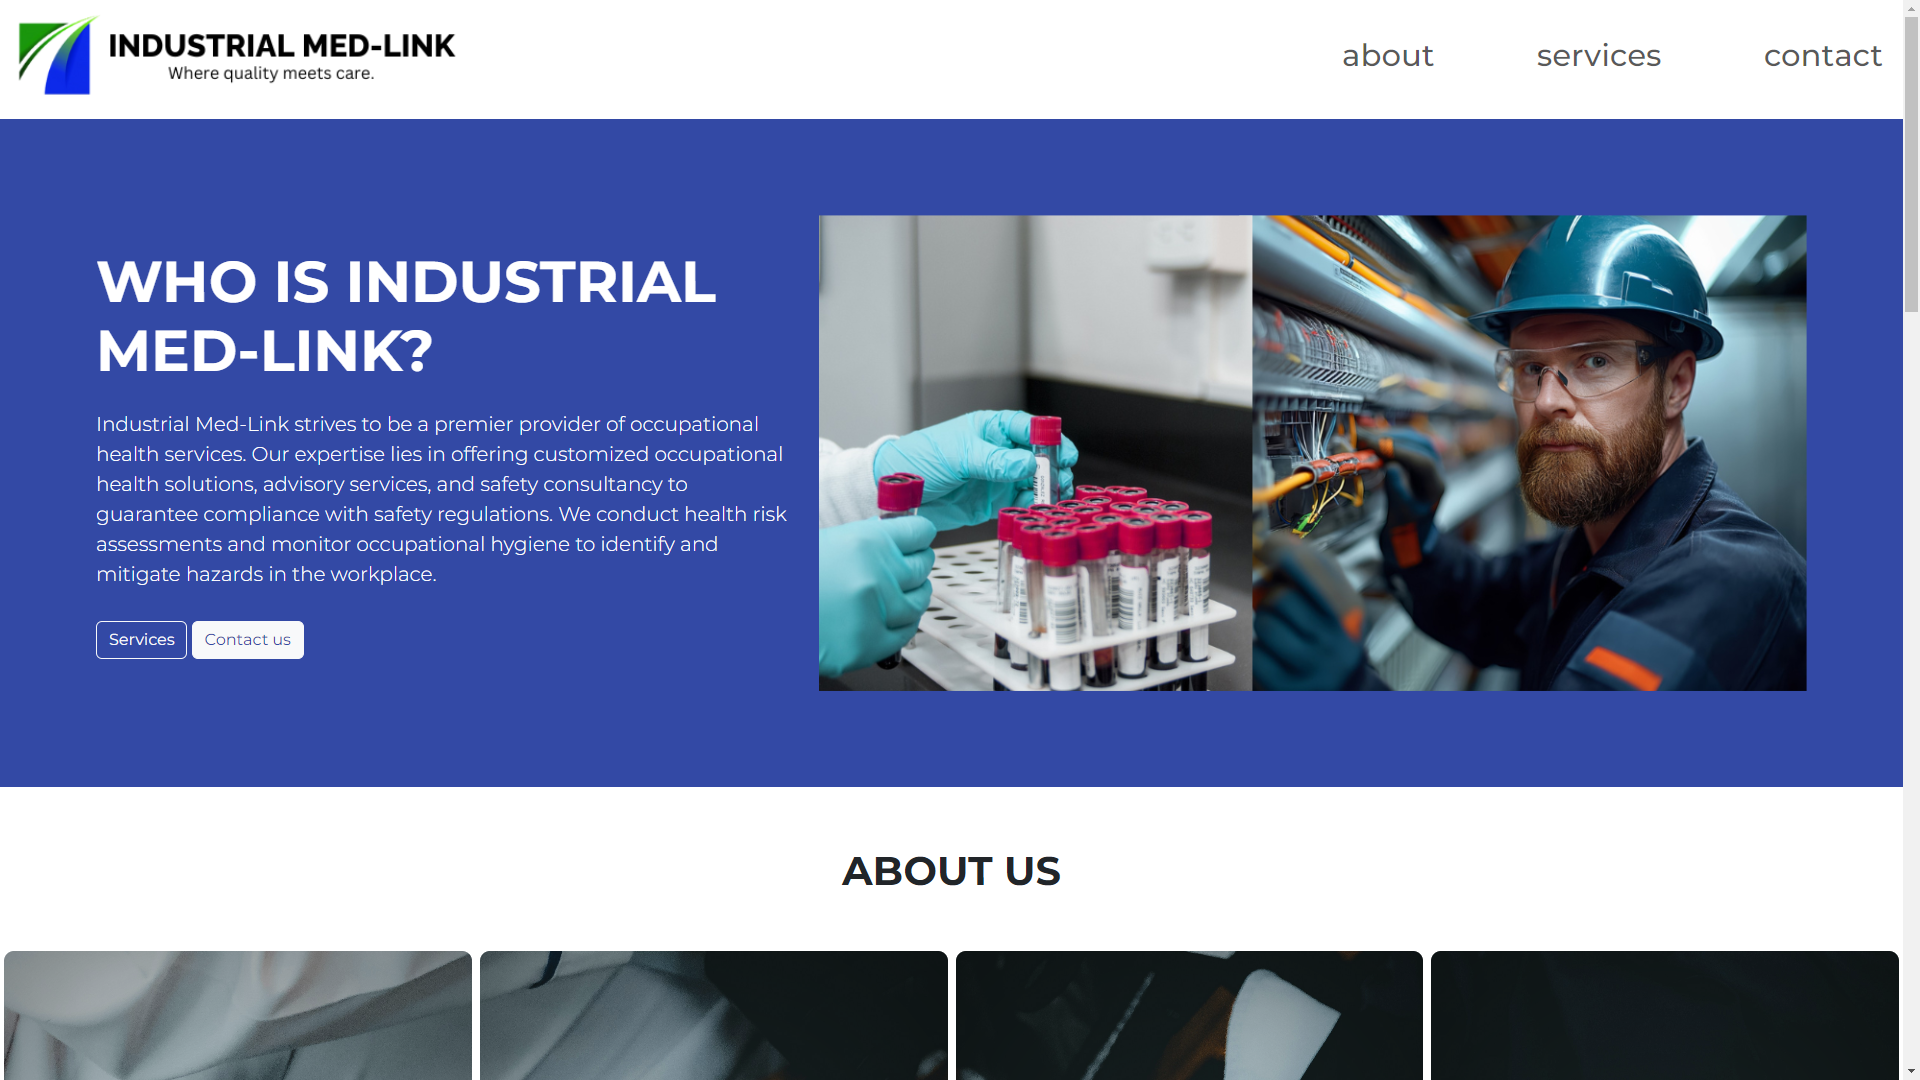 INDUSTRIAL MED-LINK
Where quality meets care.
about
services
contact
WHO IS INDUSTRIAL
MED-LINK?
Industrial Med-Link strives to be a premier provider of occupational
health services. Our expertise lies in offering customized occupational
health solutions, advisory services, and safety consultancy to
guarantee compliance with safety regulations. We conduct health risk
assessments and monitor occupational hygiene to identify and
mitigate hazards in the workplace.
Services
Contact us
ABOUT US